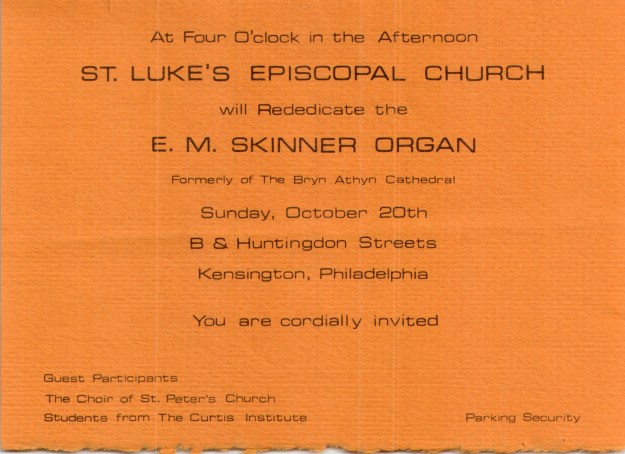 At Four O'clock in the Afternoon
ST. LUKE'S EPISCOPAL CHURCH
will Rededicate the
E. M. SKINNER ORGAN
Formerly of The Bryn Athyn Cathedral
Sunday, October 20th
B & Huntingdon Streets
Kensington, Philadelphia
You are cordially invited
Guest Participants
The Choir of St. Peter's Church
Students from The Curtis Institute
Parking Security